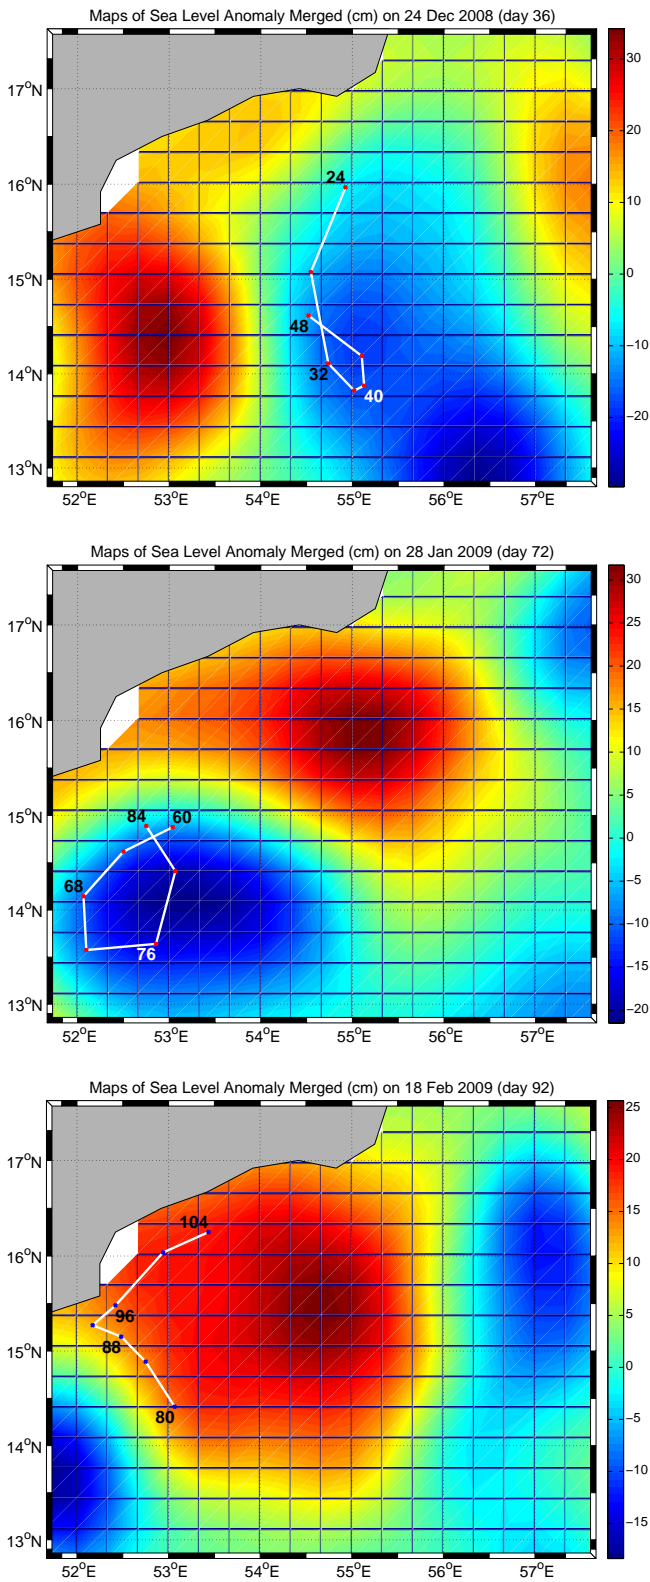 Maps of Sea Level Anomaly Merged (cm) on 24 Dec 2008 (day 36)
30
17°N
20
24
16°N
10
15°N
0
48
14°N
32
40
−10
−20
13°N
52°E 53°E 54°E 55°E 56°E 57°E
Maps of Sea Level Anomaly Merged (cm) on 28 Jan 2009 (day 72)
30
17°N
25
20
16°N
15
10
15°N
5
84 60
0
68
−5
14°N
76
−10
−15
13°N
−20
52°E 53°E 54°E 55°E 56°E 57°E
Maps of Sea Level Anomaly Merged (cm) on 18 Feb 2009 (day 92)
25
17°N
20
104
15
16°N
10
96
5
88
15°N
0
80
−5
14°N
−10
13°N
−15
52°E 53°E 54°E 55°E 56°E 57°E